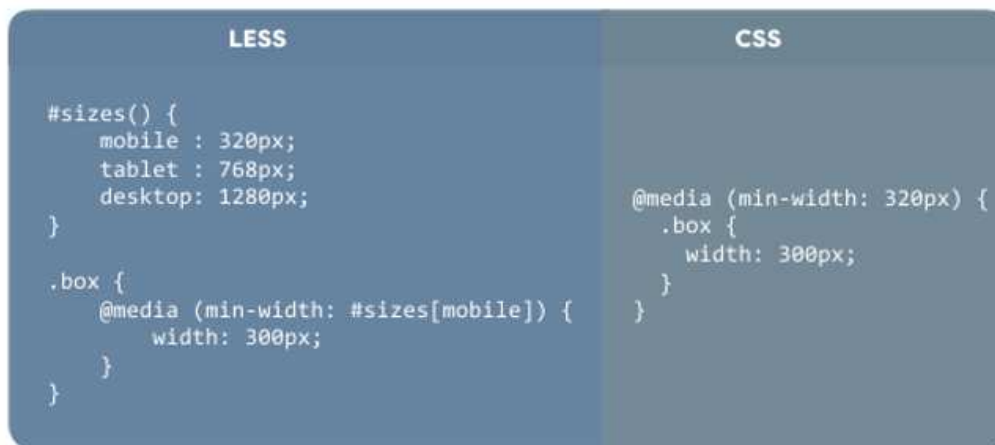 LESS
#sizes() {
    mobile : 320px;
    tablet : 768px;
    desktop: 1280px;
}
.box {
    @media (min-width: #sizes[mobile]) {
        width: 300px;
    }
}
CSS
@media (min-width: 320px) {
  .box {
    width: 300px;
  }
}